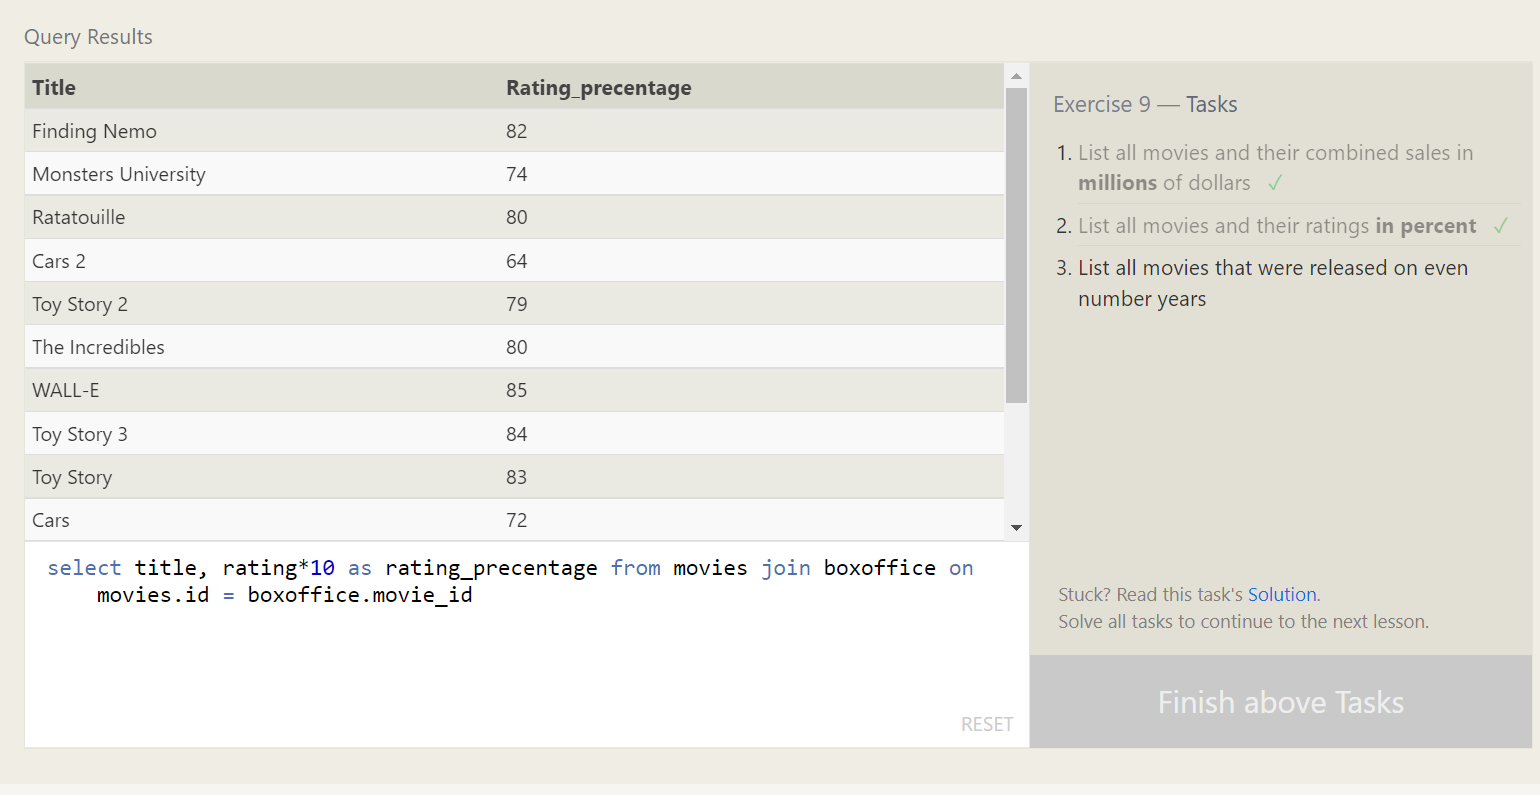 Query Results
Title Rating_precentage
Finding Nemo 82
Monsters University 74
Ratatouille 80
Cars 2 64
Toy Story 2 79
The Incredibles 80
WALL-E 85
Toy Story 3 84
Toy Story 83
Cars 72
select title, rating*10 as rating_precentage from movies join boxoffice on
movies.id = boxoffice.movie_id
RESET
Exercise 9 — Tasks
1. List all movies and their combined sales in
millions of dollars ✓
2. List all movies and their ratings in percent ✓
3. List all movies that were released on even
number years
Stuck? Read this task's Solution.
Solve all tasks to continue to the next lesson.
Finish above Tasks